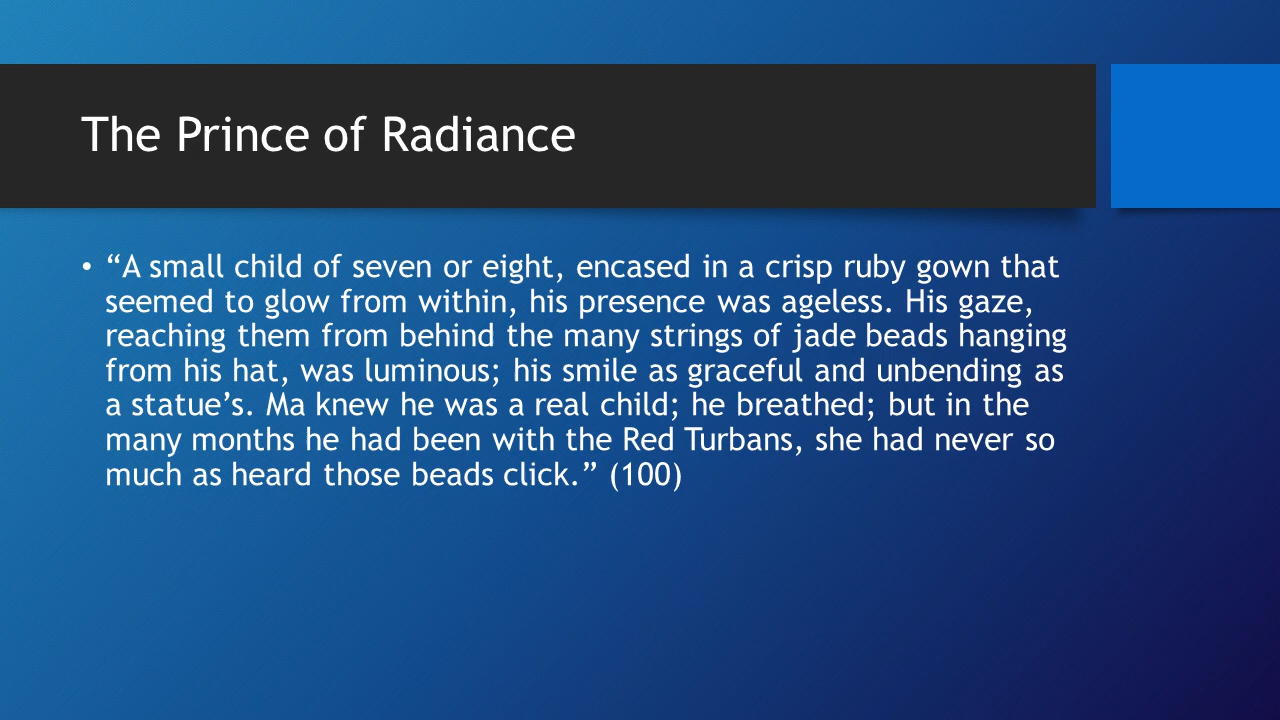 The Prince of Radiance
• “A small child of seven or eight, encased in a crisp ruby gown that
seemed to glow from within, his presence was ageless. His gaze,
reaching them from behind the many strings of jade beads hanging
from his hat, was luminous; his smile as graceful and unbending as
a statue’s. Ma knew he was a real child; he breathed; but in the
many months he had been with the Red Turbans, she had never so
much as heard those beads click.” (100)